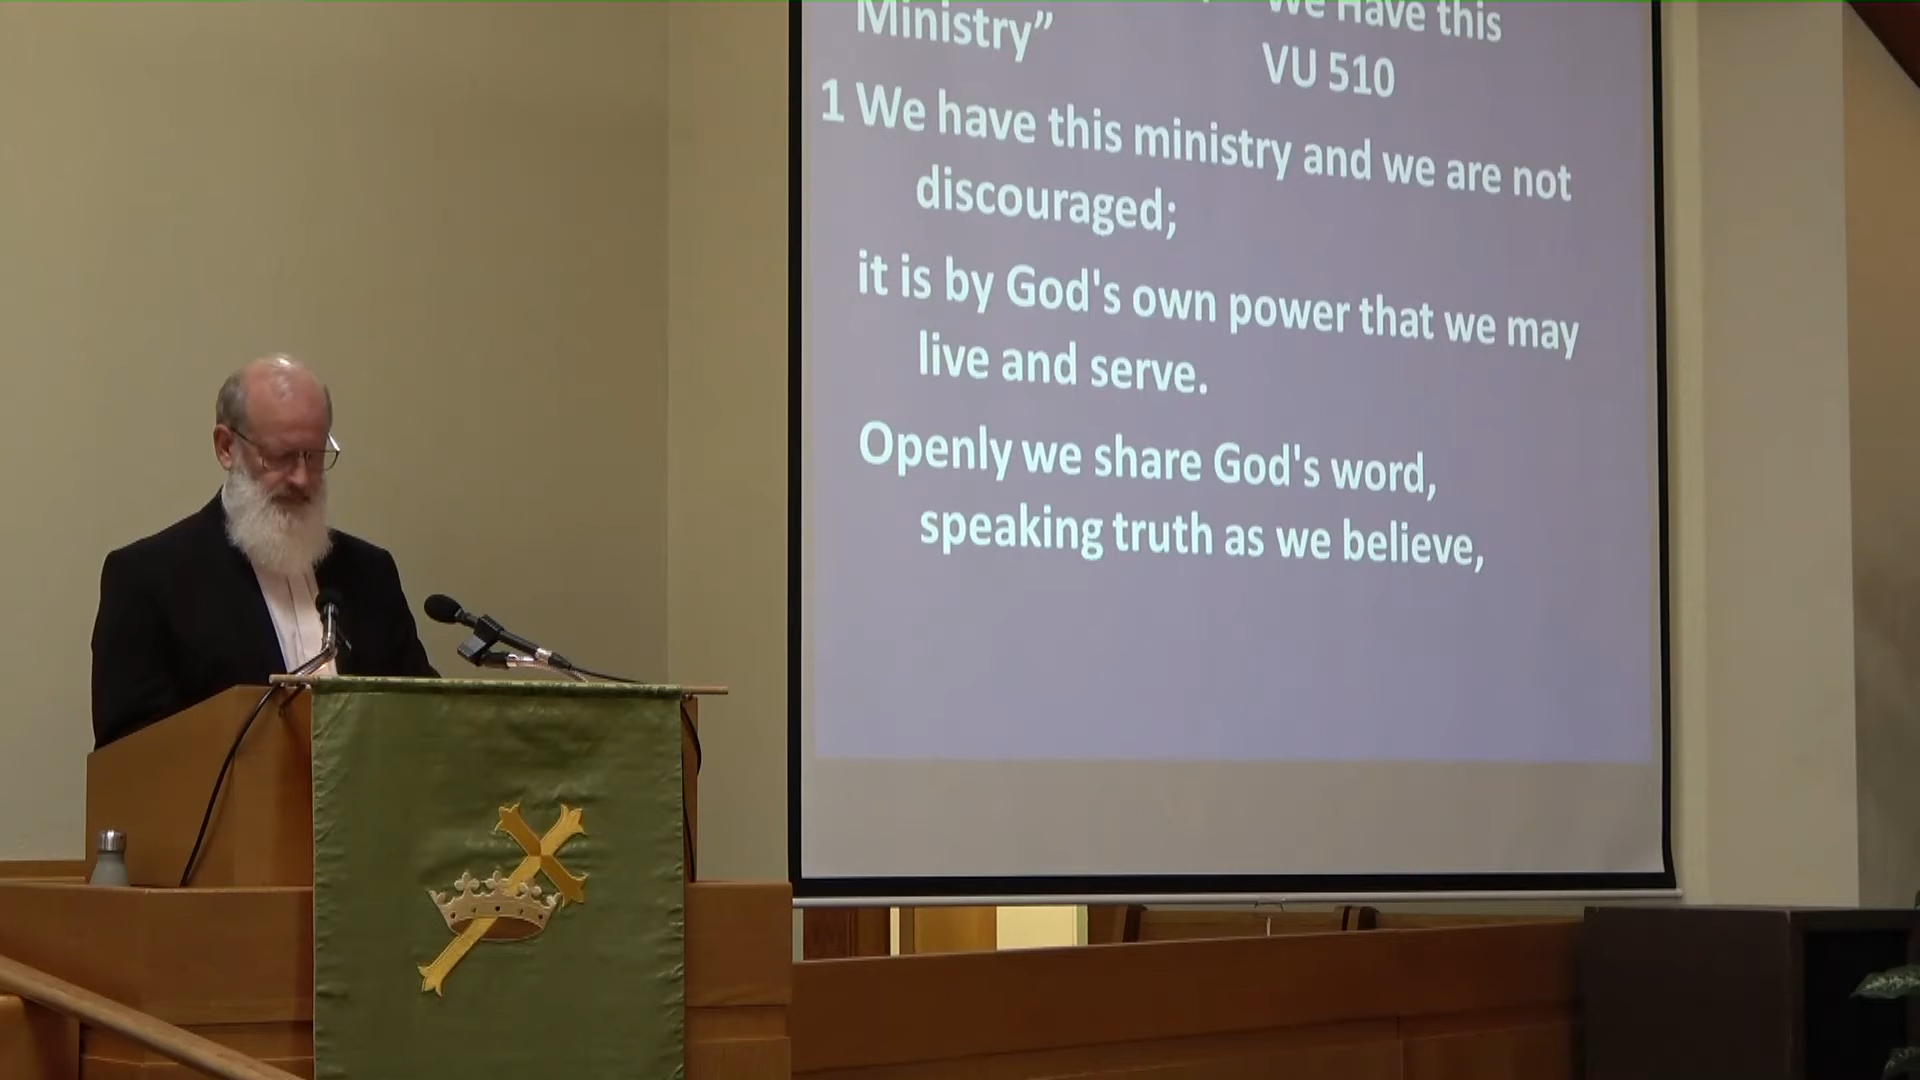 We Have this
Ministry”
VU 510
1 We have this ministry and we are not
discouraged;
it is by God's own power that we may
live and serve.
Openly we share God's word,
speaking truth as we believe,